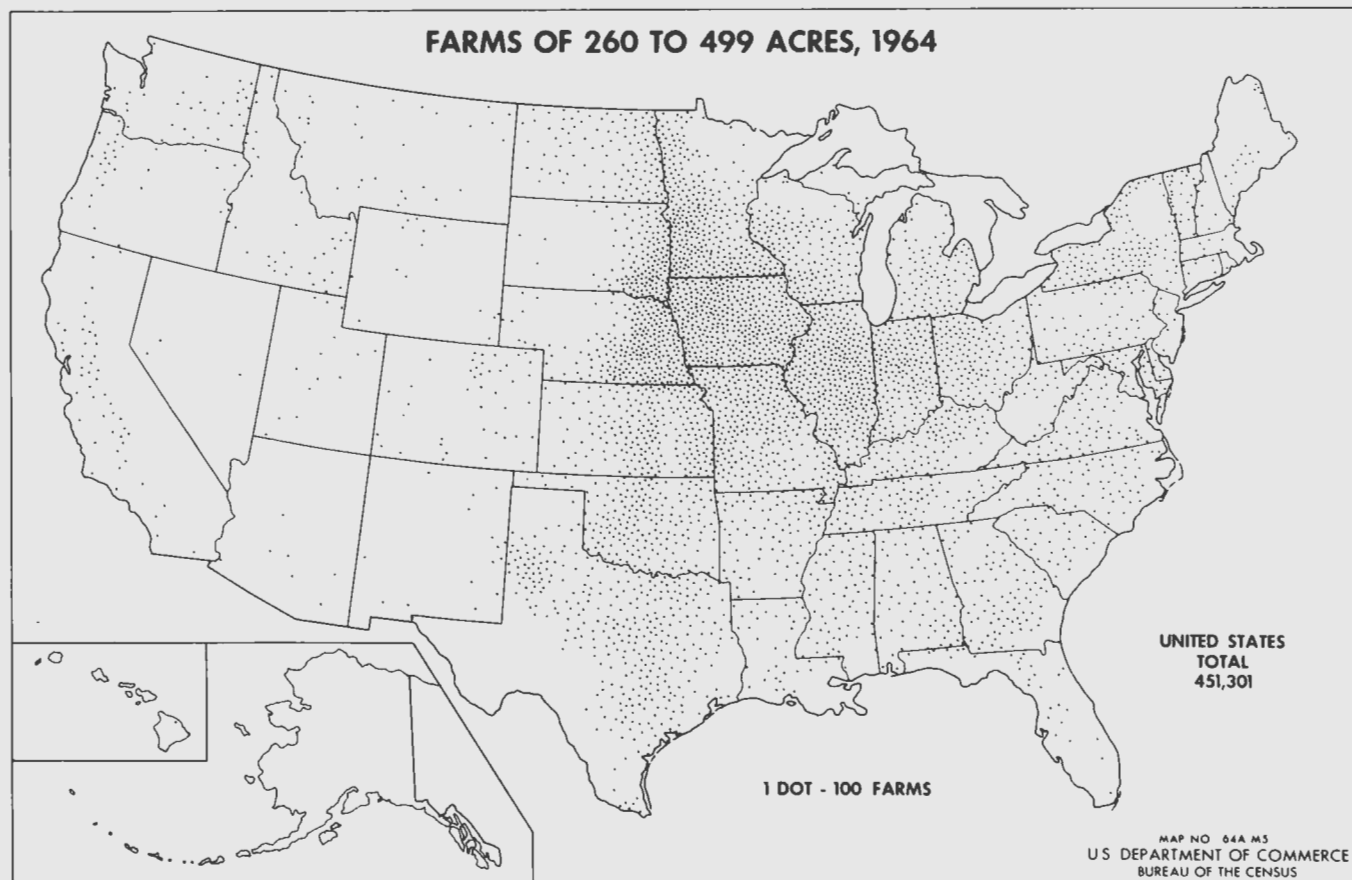 FARMS OF 260 TO 499 ACRES, 1964
UNITED STATES
TOTAL
451,301
1 DOT - 100 FARMS
MAP NO 64A M5
U S DEPARTMENT OF COMMERCE
BUREAU OF THE CENSUS